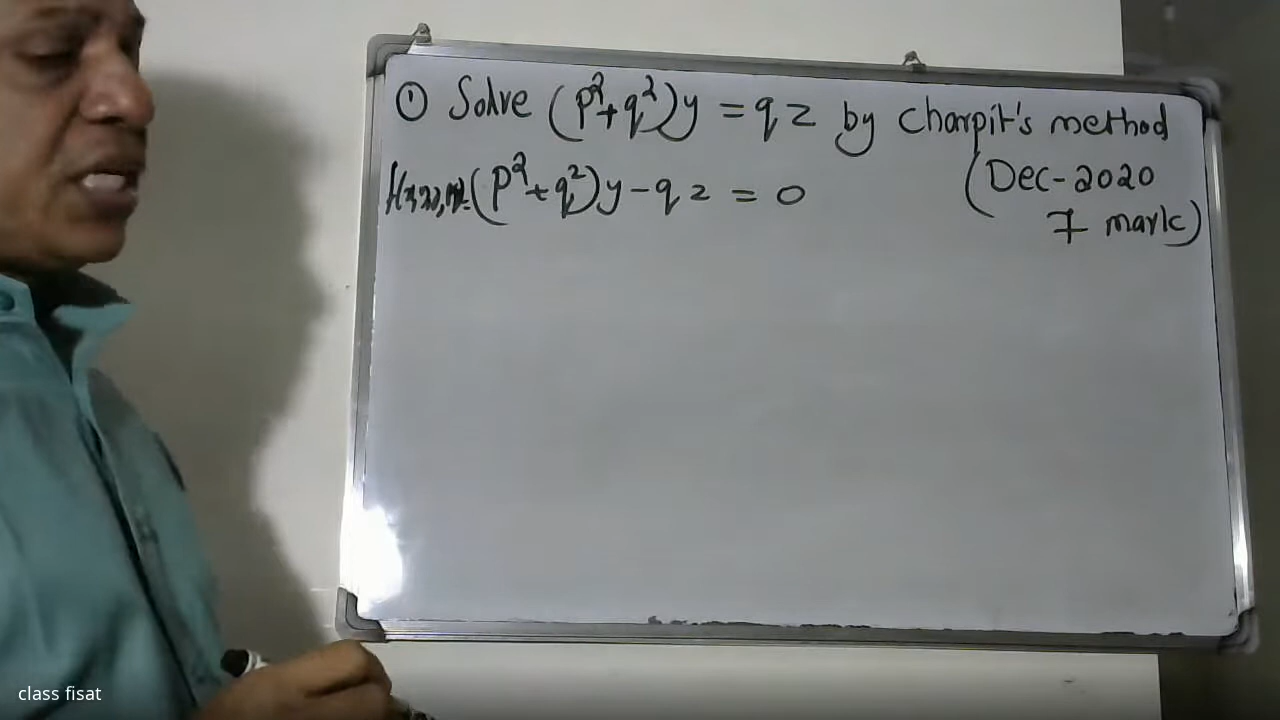 ① Solve (p²+q²)y = qz by Charpit's method
(Dec-2020
7 mark)
(p²+q²)y - qz = 0
class fisat